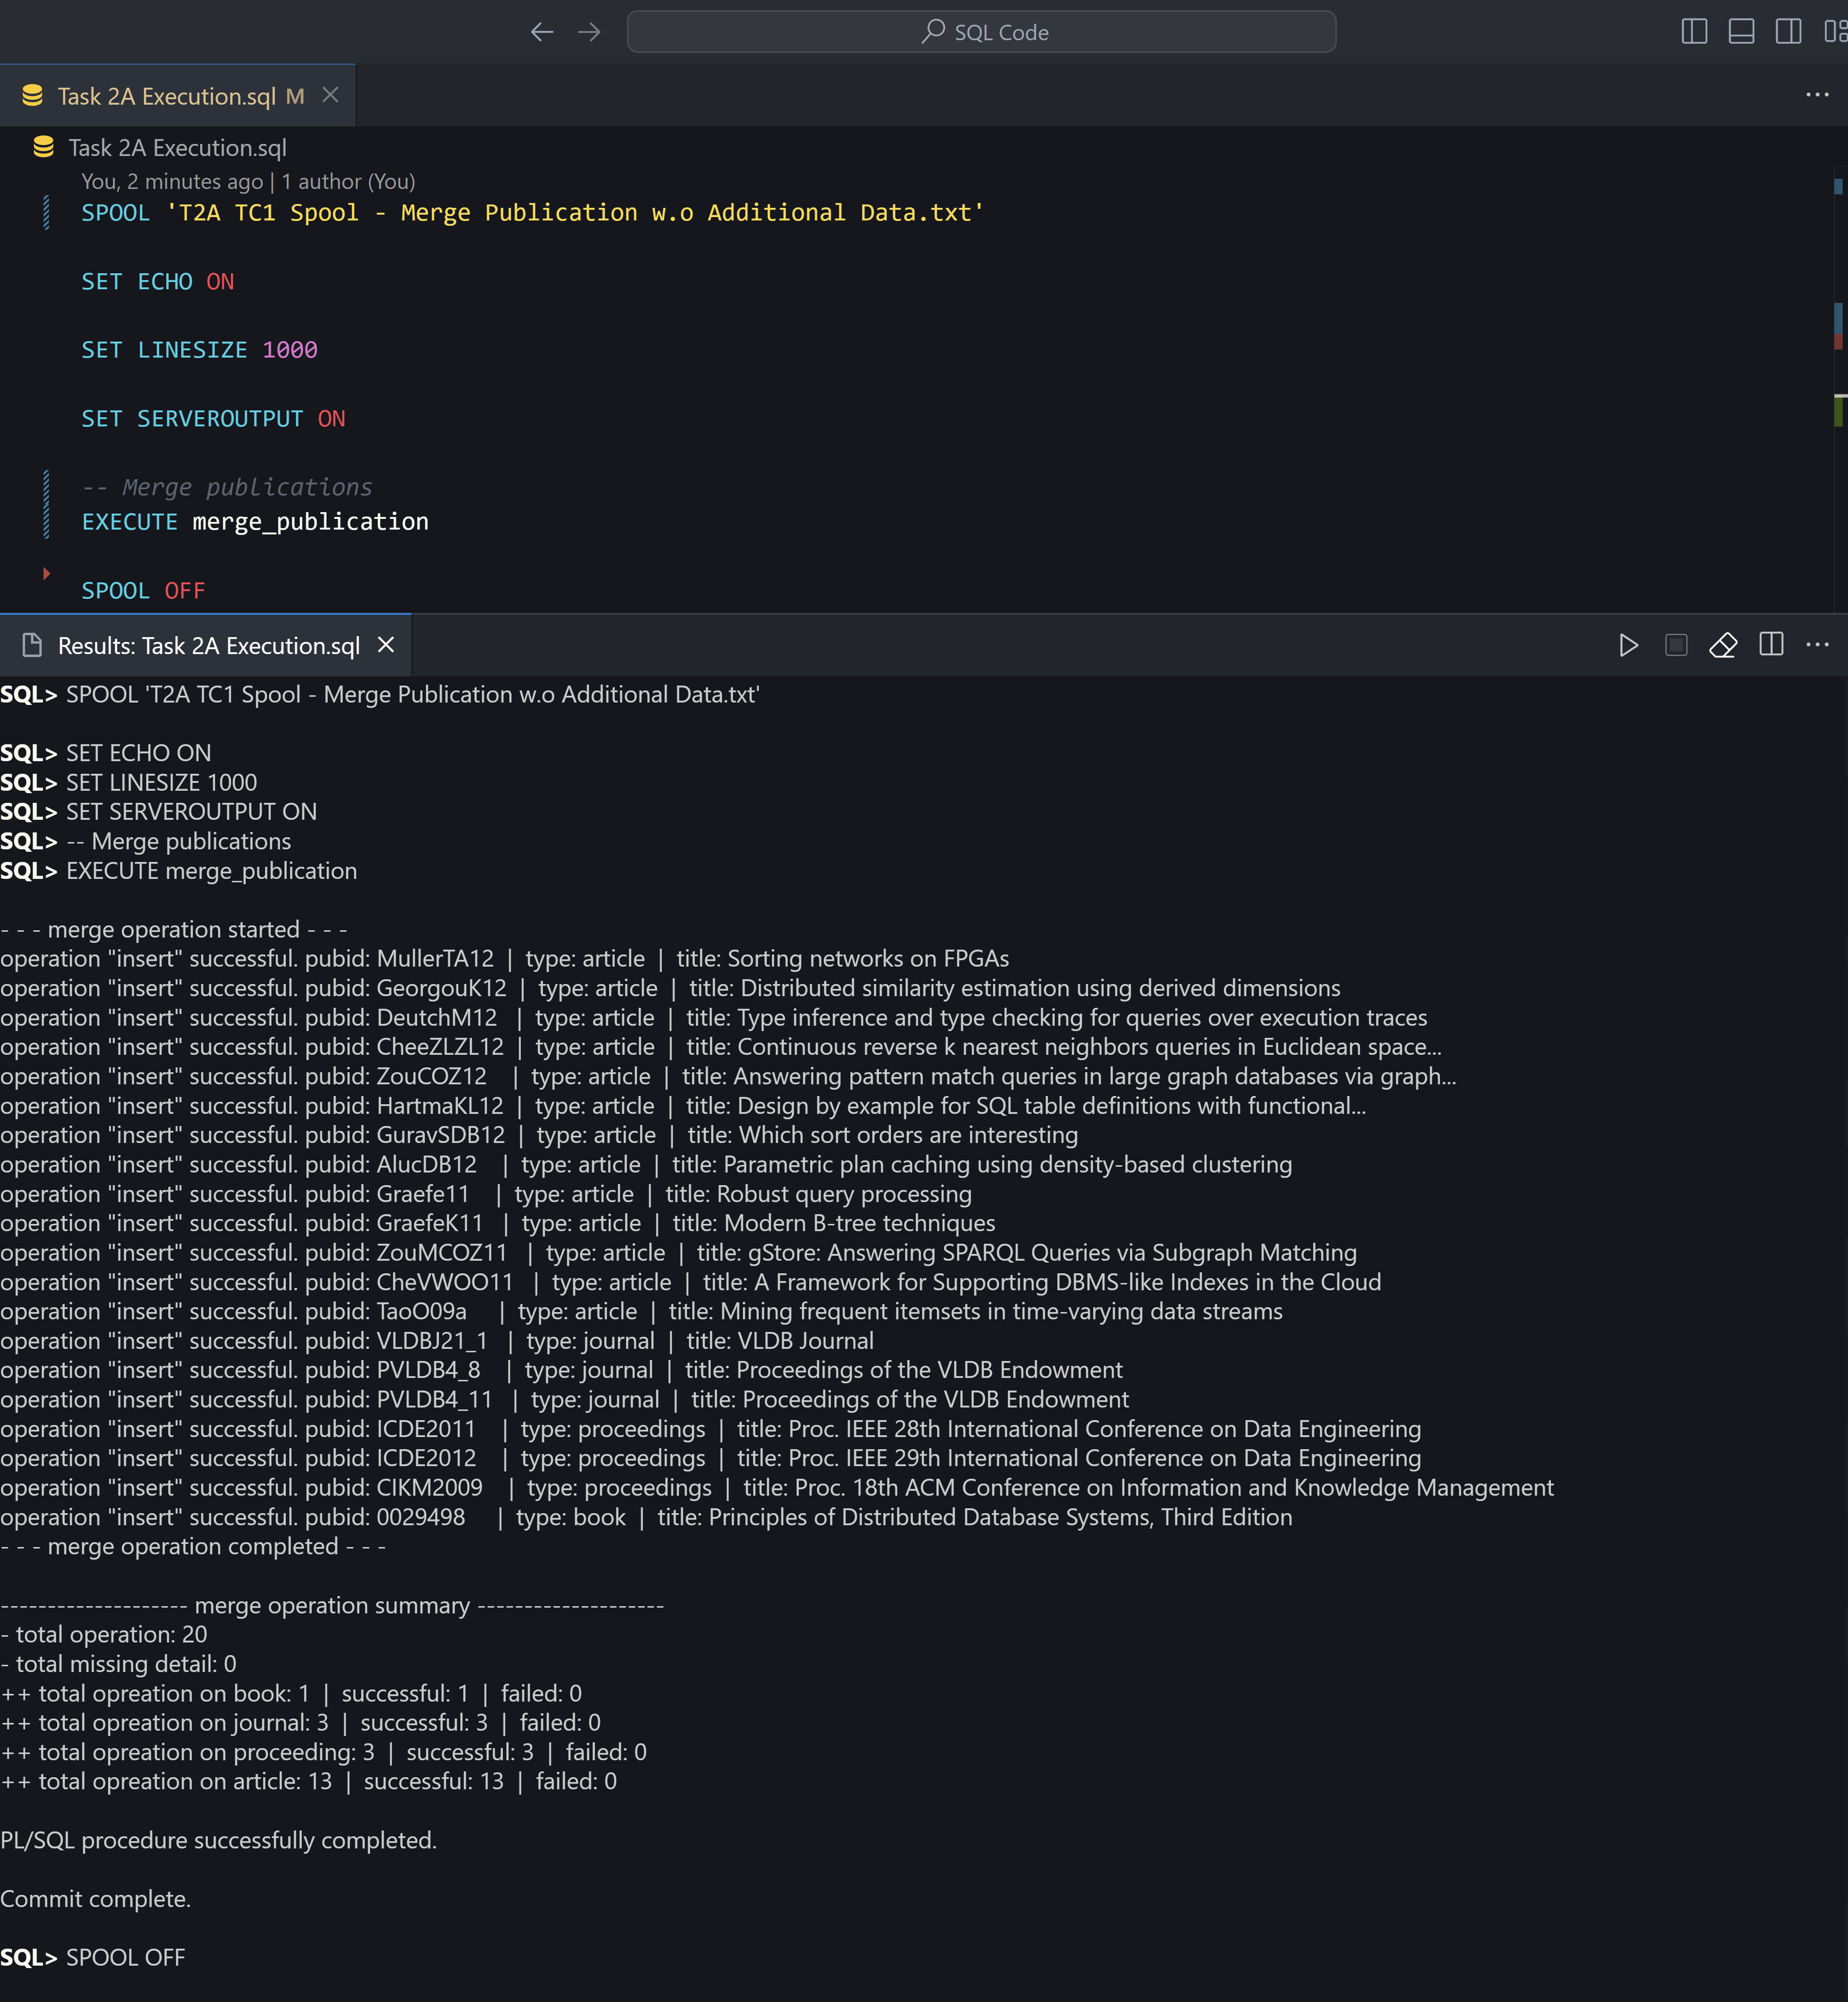 SQL Code
Task 2A Execution.sql M
Task 2A Execution.sql
You, 2 minutes ago | 1 author (You)
SPOOL 'T2A TC1 Spool - Merge Publication w.o Additional Data.txt'
SET ECHO ON
SET LINESIZE 1000
SET SERVEROUTPUT ON
-- Merge publications
EXECUTE merge_publication
SPOOL OFF
Results: Task 2A Execution.sql
SQL> SPOOL 'T2A TC1 Spool - Merge Publication w.o Additional Data.txt'
SQL> SET ECHO ON
SQL> SET LINESIZE 1000
SQL> SET SERVEROUTPUT ON
SQL> -- Merge publications
SQL> EXECUTE merge_publication
- - - merge operation started - - -
operation "insert" successful. pubid: MullerTA12 | type: article | title: Sorting networks on FPGAs
operation "insert" successful. pubid: GeorgouK12 | type: article | title: Distributed similarity estimation using derived dimensions
operation "insert" successful. pubid: DeutchM12 | type: article | title: Type inference and type checking for queries over execution traces
operation "insert" successful. pubid: CheeZLZL12 | type: article | title: Continuous reverse k nearest neighbors queries in Euclidean space...
operation "insert" successful. pubid: ZouCOZ12 | type: article | title: Answering pattern match queries in large graph databases via graph...
operation "insert" successful. pubid: HartmaKL12 | type: article | title: Design by example for SQL table definitions with functional...
operation "insert" successful. pubid: GuravSDB12 | type: article | title: Which sort orders are interesting
operation "insert" successful. pubid: AlucDB12 | type: article | title: Parametric plan caching using density-based clustering
operation "insert" successful. pubid: Graefe11 | type: article | title: Robust query processing
operation "insert" successful. pubid: GraefeK11 | type: article | title: Modern B-tree techniques
operation "insert" successful. pubid: ZouMCOZ11 | type: article | title: gStore: Answering SPARQL Queries via Subgraph Matching
operation "insert" successful. pubid: CheVWOO11 | type: article | title: A Framework for Supporting DBMS-like Indexes in the Cloud
operation "insert" successful. pubid: TaoO09a | type: article | title: Mining frequent itemsets in time-varying data streams
operation "insert" successful. pubid: VLDBJ21_1 | type: journal | title: VLDB Journal
operation "insert" successful. pubid: PVLDB4_8 | type: journal | title: Proceedings of the VLDB Endowment
operation "insert" successful. pubid: PVLDB4_11 | type: journal | title: Proceedings of the VLDB Endowment
operation "insert" successful. pubid: ICDE2011 | type: proceedings | title: Proc. IEEE 28th International Conference on Data Engineering
operation "insert" successful. pubid: ICDE2012 | type: proceedings | title: Proc. IEEE 29th International Conference on Data Engineering
operation "insert" successful. pubid: CIKM2009 | type: proceedings | title: Proc. 18th ACM Conference on Information and Knowledge Management
operation "insert" successful. pubid: 0029498 | type: book | title: Principles of Distributed Database Systems, Third Edition
- - - merge operation completed - - -
-------------------- merge operation summary --------------------
- total operation: 20
- total missing detail: 0
++ total opreation on book: 1 | successful: 1 | failed: 0
++ total opreation on journal: 3 | successful: 3 | failed: 0
++ total opreation on proceeding: 3 | successful: 3 | failed: 0
++ total opreation on article: 13 | successful: 13 | failed: 0
PL/SQL procedure successfully completed.
Commit complete.
SQL> SPOOL OFF